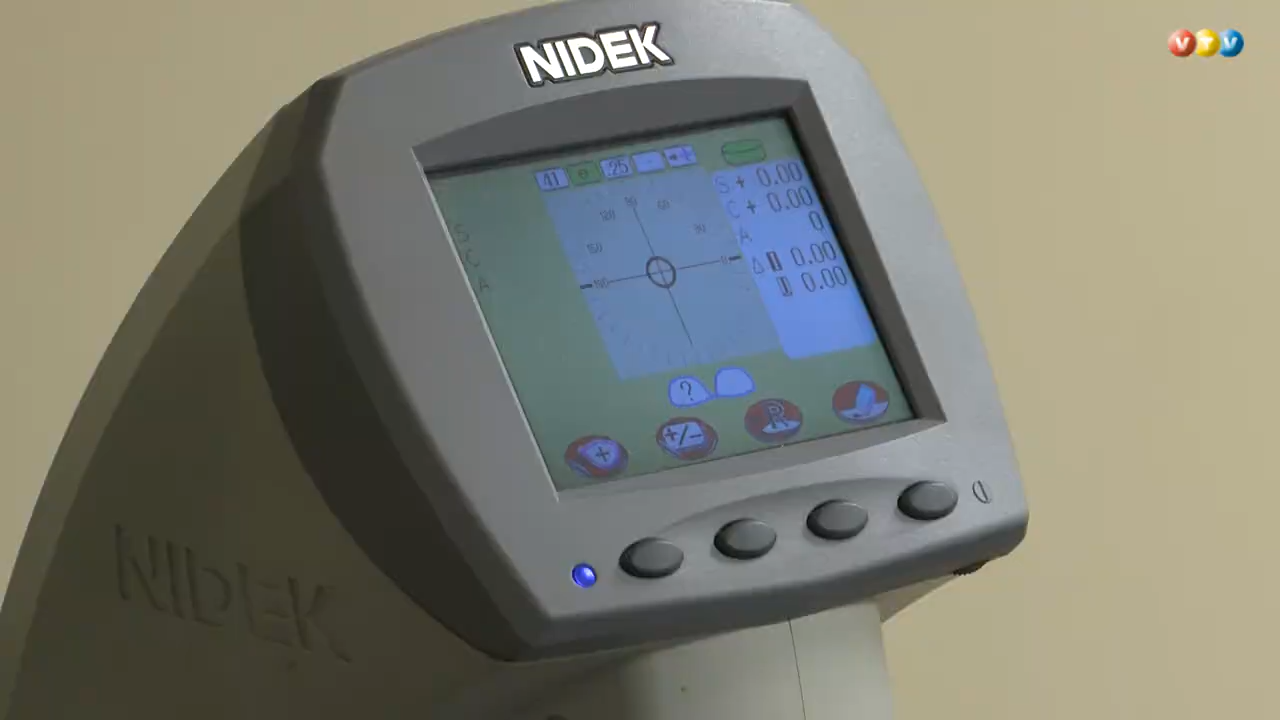 NIDEK
VTV
41 e .25 - 
S + 0.00
C + 0.00
A 0
Δ I 0.00
0.00
S
C
A
120 90 60
150 30
180 0
?
+ +/- R
NIDEK